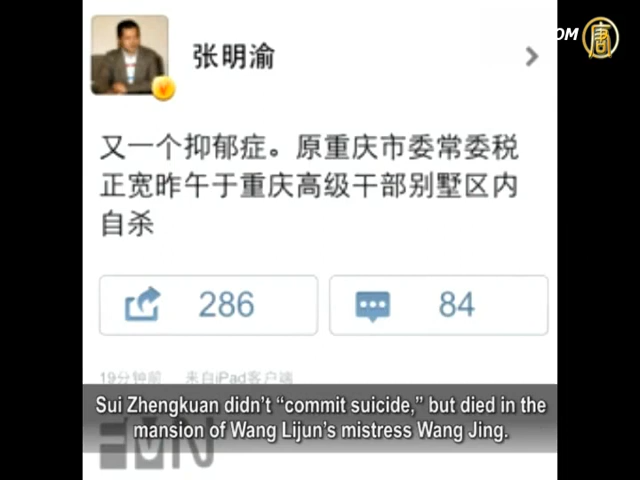 OM
唐
张明渝
又一个抑郁症。原重庆市委常委税
正宽昨午于重庆高级干部别墅区内
自杀
286
84
19分钟前 来自iPad客户端
Sui Zhengkuan didn't “commit suicide,” but died in the
mansion of Wang Lijun's mistress Wang Jing.